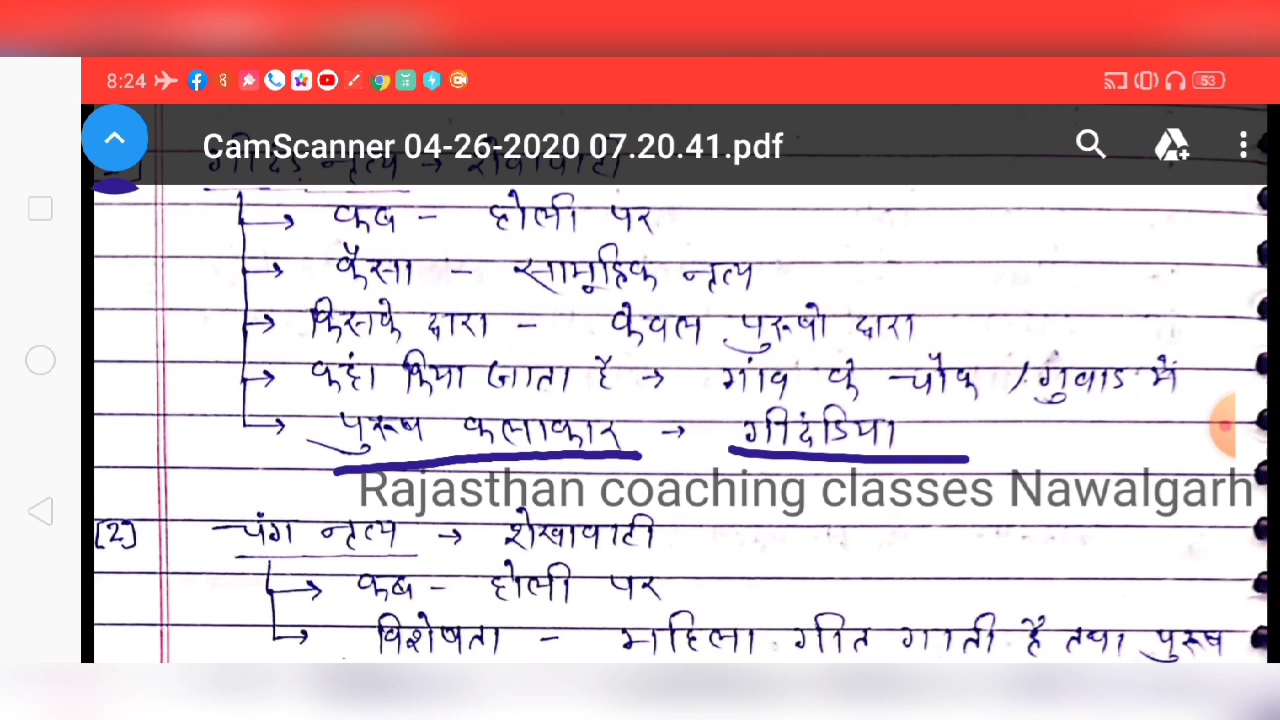 8:24
53
CamScanner 04-26-2020 07.20.41.pdf
गींदड़ नृत्य → शेखावाटी
→ कब - होली पर
→ कैसा - सामूहिक नृत्य
→ किसके द्वारा - केवल पुरुषो द्वारा
→ कहां किया जाता है → गांव के चौक / गुवाड में
→ पुरूष कलाकार → गीदंडिया
Rajasthan coaching classes Nawalgarh
[2] चंग नृत्य → शेखावाटी
→ कब - होली पर
→ विशेषता - महिला गीत गाती है तथा पुरूष